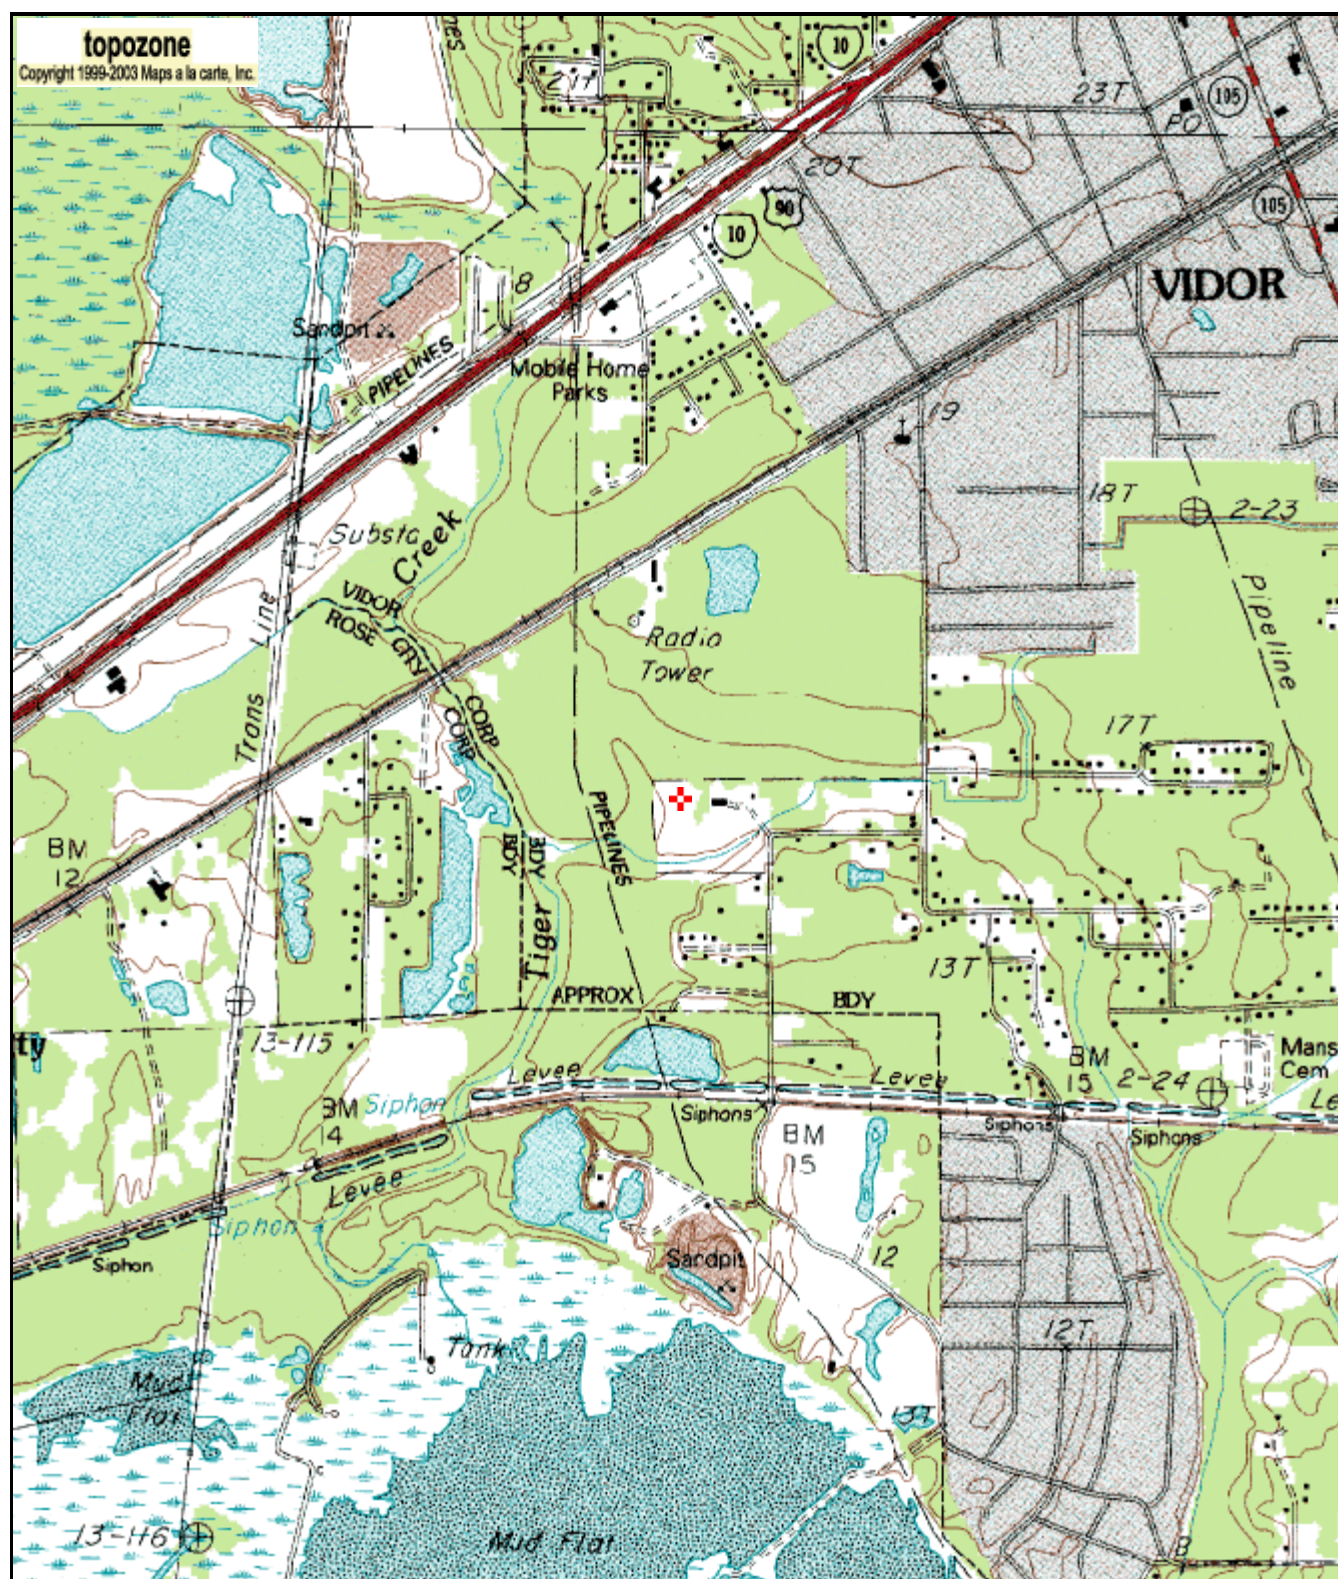 topozone
Copyright 1999-2003 Maps a la carte, Inc.
10
21T
23T
105
PO
20T
90
10
105
8
VIDOR
Sandpit
PIPELINES
Mobile Home
Parks
19
18T
2-23
Substa
Creek
VIDOR
ROSE CITY
Line
Pipeline
Radio
Tower
CORP
CORP
Trans
17T
PIPELINES
BM
12
BDY
BDY
Tiger
13T
APPROX
BDY
ty
13-115
Mans
Cem
BM
15
2-24
Levee
Levee
Le
Siphon
BM
14
Siphons
Siphons
Siphons
BM
15
Levee
Siphon
Siphon
Sandpit
12
12T
Tank
Mud
Flat
13T
13-116
Mud Flat
8